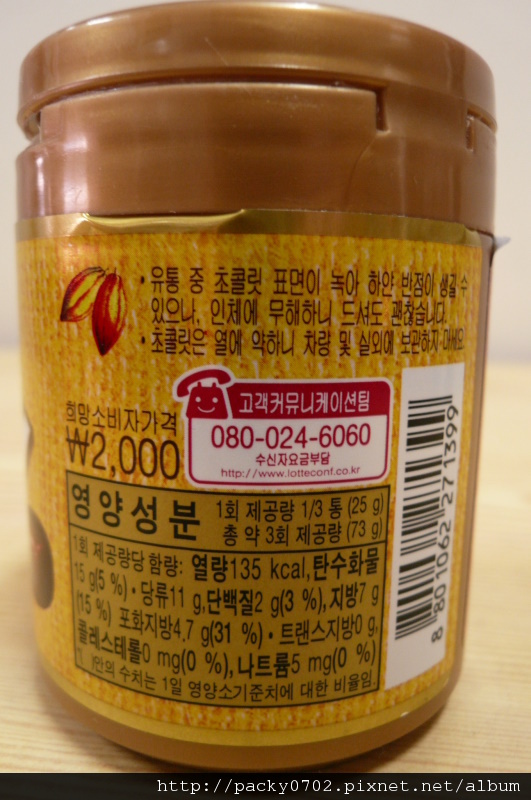 • 유통 중 초콜릿 표면이 녹아 하얀 반점이 생길 수
있으나, 인체에 무해하니 드셔도 괜찮습니다.
• 초콜릿은 열에 약하니 차량 및 실외에 보관하지 마세요.
희망소비자가격
₩2,000
고객커뮤니케이션팀
080-024-6060
수신자요금부담
http://www.lotteconf.co.kr
영양성분
1회 제공량 1/3 통 (25 g)
총 약 3회 제공량 (73 g)
1회 제공량당 함량: 열량135 kcal,탄수화물
15 g(5 %) • 당류11 g,단백질2 g(3 %),지방7 g
(15 %) 포화지방4.7 g(31 %) • 트랜스지방0 g,
콜레스테롤0 mg(0 %),나트륨5 mg(0 %)
안의 수치는 1일 영양소기준치에 대한 비율임
8 801062 271399
http://packy0702.pixnet.net/album